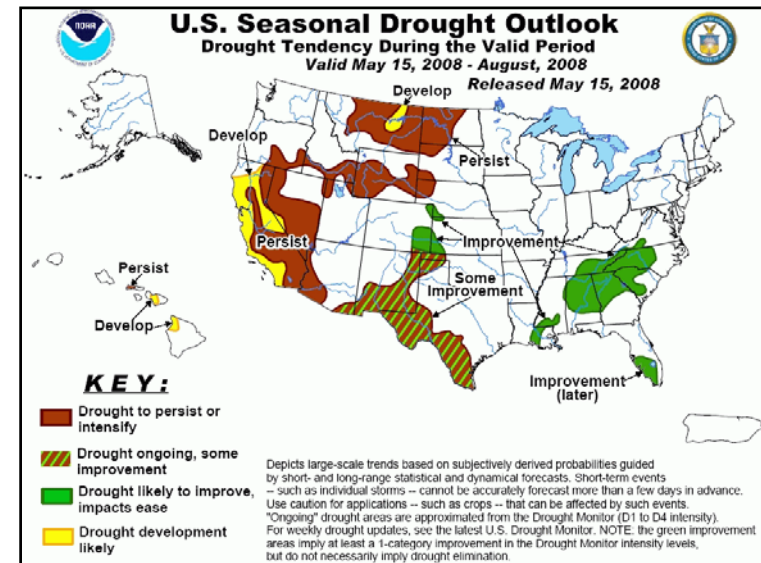 NOAA
U.S. Seasonal Drought Outlook
Drought Tendency During the Valid Period
Valid May 15, 2008 - August, 2008
Released May 15, 2008
Develop
Develop
Persist
Persist
Improvement
Some
Improvement
Persist
Develop
Improvement
(later)
KEY:
Drought to persist or
intensify
Drought ongoing, some
improvement
Drought likely to improve,
impacts ease
Drought development
likely
Depicts large-scale trends based on subjectively derived probabilities guided
by short- and long-range statistical and dynamical forecasts. Short-term events
-- such as individual storms -- cannot be accurately forecast more than a few days in advance.
Use caution for applications -- such as crops -- that can be affected by such events.
"Ongoing" drought areas are approximated from the Drought Monitor (D1 to D4 intensity).
For weekly drought updates, see the latest U.S. Drought Monitor. NOTE: the green improvement
areas imply at least a 1-category improvement in the Drought Monitor intensity levels,
but do not necessarily imply drought elimination.